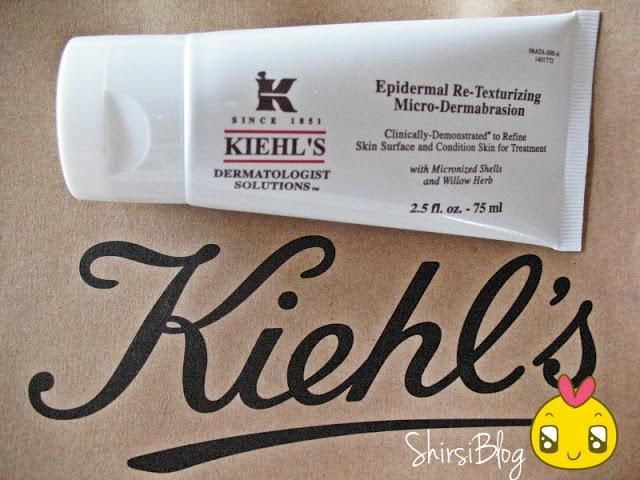 06ATA-000-A
1401772
K
SINCE 1851
KIEHL'S
DERMATOLOGIST
SOLUTIONS™
Epidermal Re-Texturizing
Micro-Dermabrasion
Clinically-Demonstrated* to Refine
Skin Surface and Condition Skin for Treatment
with Micronized Shells
and Willow Herb
2.5 fl. oz. - 75 ml
Kiehl's
ShirsiBlog